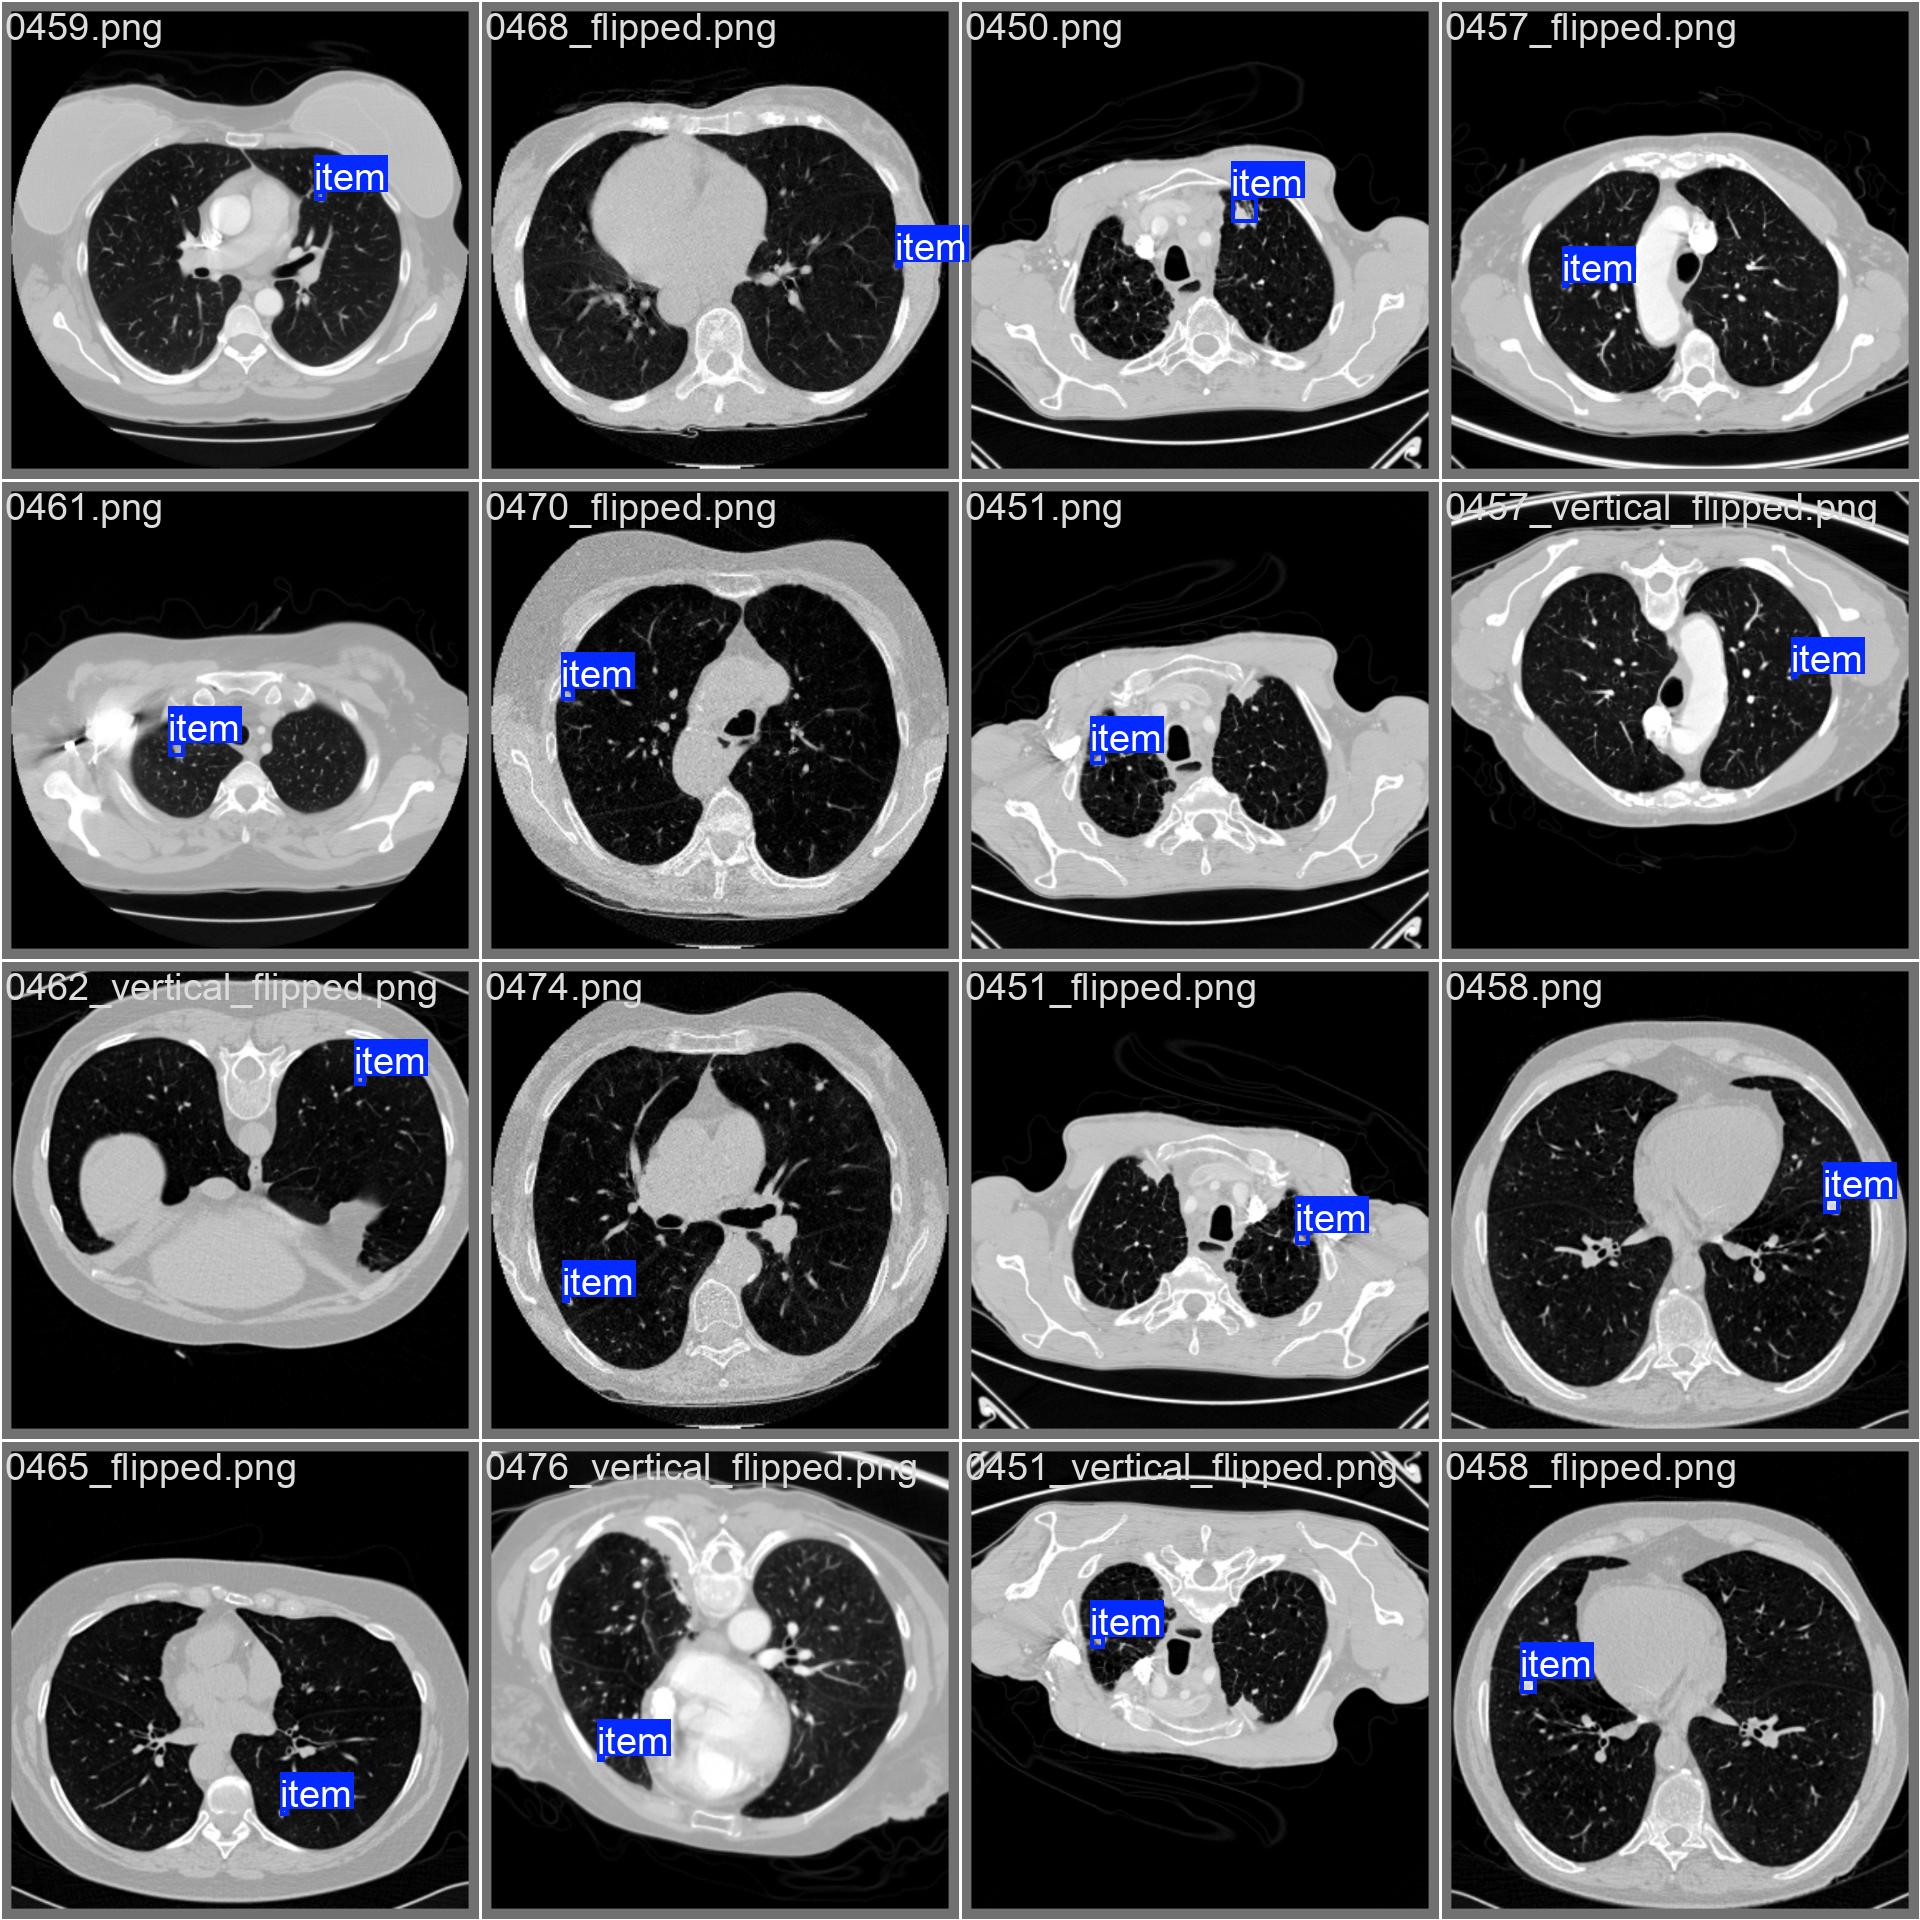 0459.png
item
0468_flipped.png
item
0450.png
item
0457_flipped.png
item
0461.png
item
0470_flipped.png
item
0451.png
item
0457_vertical_flipped.png
item
0462_vertical_flipped.png
item
0474.png
item
0451_flipped.png
item
0458.png
item
0465_flipped.png
item
0476_vertical_flipped.png
item
0451_vertical_flipped.png
item
0458_flipped.png
item